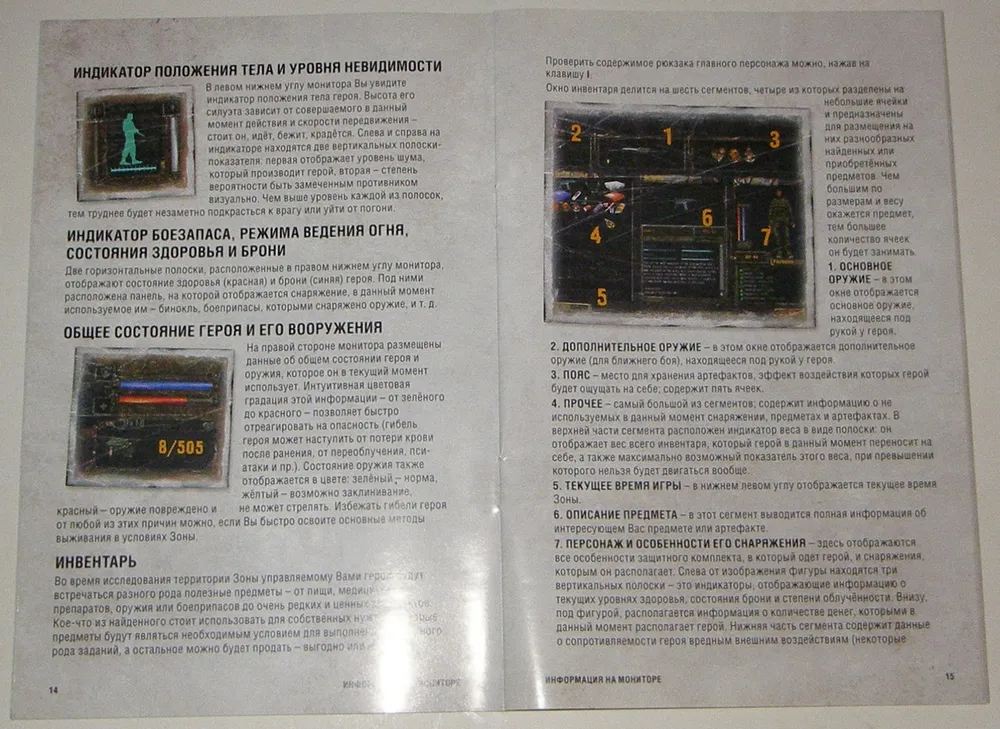 ИНДИКАТОР ПОЛОЖЕНИЯ ТЕЛА И УРОВНЯ НЕВИДИМОСТИ
В левом нижнем углу монитора Вы увидите
индикатор положения тела героя. Высота его
силуэта зависит от совершаемого в данный
момент действия и скорости передвижения –
стоит он, идёт, бежит, крадётся. Слева и справа на
индикаторе находятся две вертикальных полоски-
показателя: первая отображает уровень шума,
который производит герой, вторая – степень
вероятности быть замеченным противником
визуально. Чем выше уровень каждой из полосок,
тем труднее будет незаметно подкрасться к врагу или уйти от погони.
ИНДИКАТОР БОЕЗАПАСА, РЕЖИМА ВЕДЕНИЯ ОГНЯ,
СОСТОЯНИЯ ЗДОРОВЬЯ И БРОНИ
Две горизонтальные полоски, расположенные в правом нижнем углу монитора,
отображают состояние здоровья (красная) и брони (синяя) героя. Под ними
расположена панель, на которой отображается снаряжение, в данный момент
используемое им – бинокль, боеприпасы, которыми снаряжено оружие, и т. д.
ОБЩЕЕ СОСТОЯНИЕ ГЕРОЯ И ЕГО ВООРУЖЕНИЯ
8/505
На правой стороне монитора размещены
данные об общем состоянии героя и
оружия, которое он в текущий момент
использует. Интуитивная цветовая
градация этой информации – от зелёного
до красного – позволяет быстро
отреагировать на опасность (гибель
героя может наступить от потери крови
после ранения, от переоблучения, пси-
атаки и пр.). Состояние оружия также
отображается в цвете: зелёный – норма,
жёлтый – возможно заклинивание,
красный – оружие повреждено и не может стрелять. Избежать гибели героя
от любой из этих причин можно, если Вы быстро освоите основные методы
выживания в условиях Зоны.
ИНВЕНТАРЬ
Во время исследования территории Зоны управляемому Вами герою будут
встречаться разного рода полезные предметы – от пищи,
препаратов, оружия или боеприпасов до очень редких и ценных
Кое-что из найденного стоит использовать для собственных
предметы будут являться необходимым условием для
рода заданий, а остальное можно будет продать – выгодно или
14
МОНИТОРЕ
Проверить содержимое рюкзака главного персонажа можно, нажав на
клавишу I.
Окно инвентаря делится на шесть сегментов, четыре из которых разделены на
небольшие ячейки
и предназначены
для размещения на
них разнообразных
найденных или
приобретённых
предметов. Чем
большим по
размерам и весу
окажется предмет,
тем большее
количество ячеек
он будет занимать.
2 1 3
4 6 7
5
1. ОСНОВНОЕ
ОРУЖИЕ – в этом
окне отображается
основное оружие,
находящееся под
рукой у героя.
2. ДОПОЛНИТЕЛЬНОЕ ОРУЖИЕ – в этом окне отображается дополнительное
оружие (для ближнего боя), находящееся под рукой у героя.
3. ПОЯС – место для хранения артефактов, эффект воздействия которых герой
будет ощущать на себе; содержит пять ячеек.
4. ПРОЧЕЕ – самый большой из сегментов; содержит информацию о не
используемых в данный момент снаряжении, предметах и артефактах. В
верхней части сегмента расположен индикатор веса в виде полоски: он
отображает вес всего инвентаря, который герой в данный момент переносит на
себе, а также максимально возможный показатель этого веса, при превышении
которого нельзя будет двигаться вообще.
5. ТЕКУЩЕЕ ВРЕМЯ ИГРЫ – в нижнем левом углу отображается текущее время
Зоны.
6. ОПИСАНИЕ ПРЕДМЕТА – в этот сегмент выводится полная информация об
интересующем Вас предмете или артефакте.
7. ПЕРСОНАЖ И ОСОБЕННОСТИ ЕГО СНАРЯЖЕНИЯ – здесь отображаются
все особенности защитного комплекта, в который одет герой, и снаряжения,
которым он располагает. Слева от изображения фигуры находятся три
вертикальных полоски – это индикаторы, отображающие информацию о
текущих уровнях здоровья, состояния брони и степени облучённости. Внизу,
под фигурой, располагается информация о количестве денег, которыми в
данный момент располагает герой. Нижняя часть сегмента содержит данные
о сопротивляемости героя вредным внешним воздействиям (некоторые
ИНФОРМАЦИЯ НА МОНИТОРЕ
15